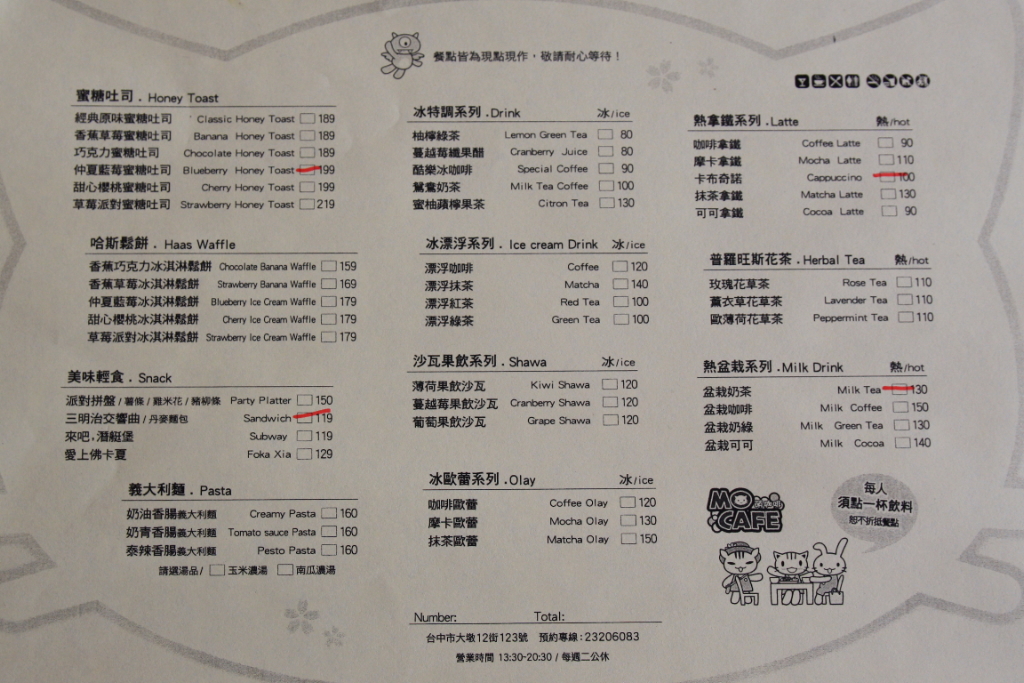 餐點皆為現點現作，敬請耐心等待！
蜜糖吐司．Honey Toast
經典原味蜜糖吐司 Classic Honey Toast 189
香蕉草莓蜜糖吐司 Banana Honey Toast 189
巧克力蜜糖吐司 Chocolate Honey Toast 189
仲夏藍莓蜜糖吐司 Blueberry Honey Toast 199
甜心櫻桃蜜糖吐司 Cherry Honey Toast 199
草莓派對蜜糖吐司 Strawberry Honey Toast 219
哈斯鬆餅．Haas Waffle
香蕉巧克力冰淇淋鬆餅 Chocolate Banana Waffle 159
香蕉草莓冰淇淋鬆餅 Strawberry Banana Waffle 169
仲夏藍莓冰淇淋鬆餅 Blueberry Ice Cream Waffle 179
甜心櫻桃冰淇淋鬆餅 Cherry Ice Cream Waffle 179
草莓派對冰淇淋鬆餅 Strawberry Ice Cream Waffle 179
美味輕食．Snack
派對拼盤/薯條/雞米花/豬柳條 Party Platter 150
三明治交響曲/丹麥麵包 Sandwich 119
來吧,潛艇堡 Subway 119
愛上佛卡夏 Foka Xia 129
義大利麵．Pasta
奶油香腸義大利麵 Creamy Pasta 160
奶青香腸義大利麵 Tomato sauce Pasta 160
泰辣香腸義大利麵 Pesto Pasta 160
請選湯品/ 玉米濃湯 南瓜濃湯
冰特調系列．Drink 冰/ice
柚檸綠茶 Lemon Green Tea 80
蔓越莓纖果醋 Cranberry Juice 80
酷樂冰咖啡 Special Coffee 90
鴛鴦奶茶 Milk Tea Coffee 100
蜜柚蘋檸果茶 Citron Tea 130
冰漂浮系列．Ice cream Drink 冰/ice
漂浮咖啡 Coffee 120
漂浮抹茶 Matcha 140
漂浮紅茶 Red Tea 100
漂浮綠茶 Green Tea 100
沙瓦果飲系列．Shawa 冰/ice
薄荷果飲沙瓦 Kiwi Shawa 120
蔓越莓果飲沙瓦 Cranberry Shawa 120
葡萄果飲沙瓦 Grape Shawa 120
冰歐蕾系列．Olay 冰/ice
咖啡歐蕾 Coffee Olay 120
摩卡歐蕾 Mocha Olay 130
抹茶歐蕾 Matcha Olay 150
熱拿鐵系列．Latte 熱/hot
咖啡拿鐵 Coffee Latte 90
摩卡拿鐵 Mocha Latte 110
卡布奇諾 Cappuccino 100
抹茶拿鐵 Matcha Latte 130
可可拿鐵 Cocoa Latte 90
普羅旺斯花茶．Herbal Tea 熱/hot
玫瑰花草茶 Rose Tea 110
薰衣草花草茶 Lavender Tea 110
歐薄荷花草茶 Peppermint Tea 110
熱盆栽系列．Milk Drink 熱/hot
盆栽奶茶 Milk Tea 130
盆栽咖啡 Milk Coffee 150
盆栽奶綠 Milk Green Tea 130
盆栽可可 Milk Cocoa 140
MO CAFE
每人
須點一杯飲料
恕不折抵餐點
Number: Total:
台中市大墩12街123號 預約專線:23206083
營業時間 13:30-20:30 / 每週二公休